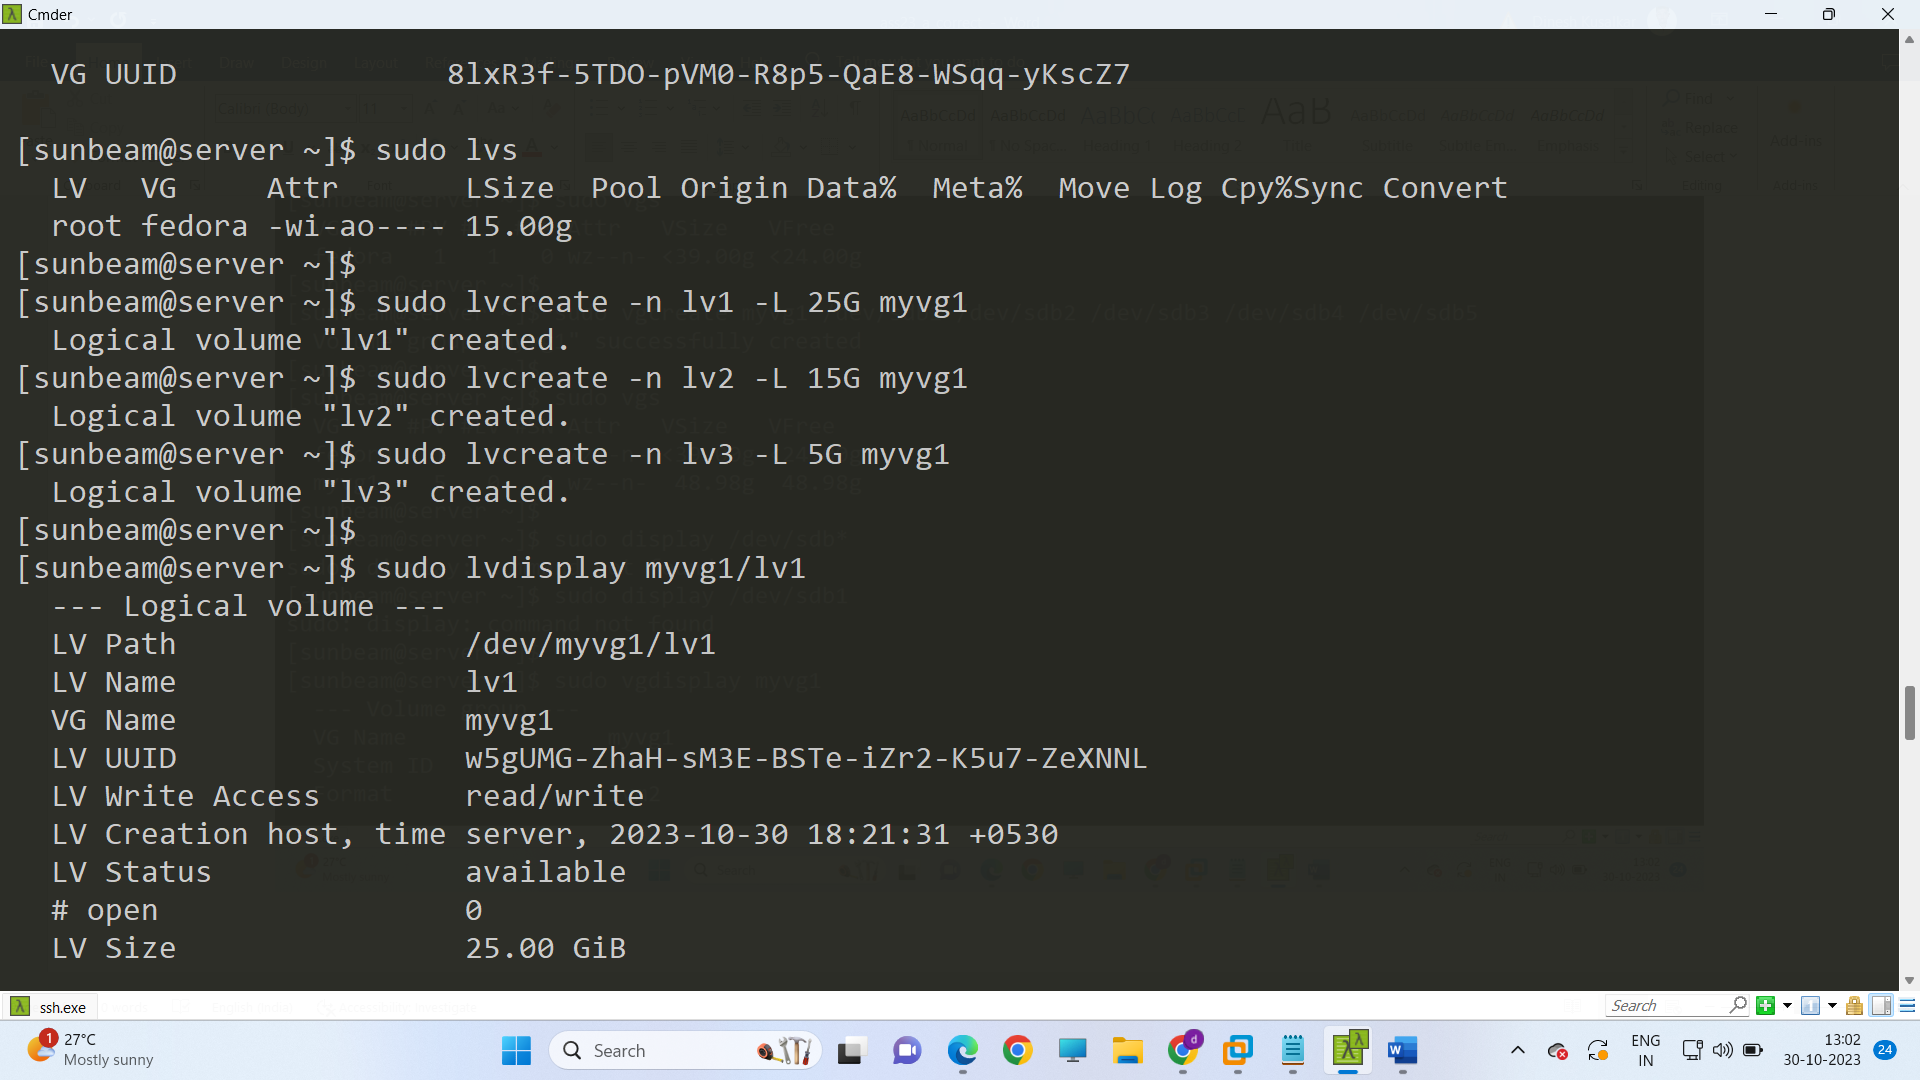 Cmder
VG UUID 8lxR3f-5TDO-pVM0-R8p5-QaE8-WSqq-yKscZ7
[sunbeam@server ~]$ sudo lvs
LV VG Attr LSize Pool Origin Data% Meta% Move Log Cpy%Sync Convert
root fedora -wi-ao---- 15.00g
[sunbeam@server ~]$
[sunbeam@server ~]$ sudo lvcreate -n lv1 -L 25G myvg1
Logical volume "lv1" created.
[sunbeam@server ~]$ sudo lvcreate -n lv2 -L 15G myvg1
Logical volume "lv2" created.
[sunbeam@server ~]$ sudo lvcreate -n lv3 -L 5G myvg1
Logical volume "lv3" created.
[sunbeam@server ~]$
[sunbeam@server ~]$ sudo lvdisplay myvg1/lv1
--- Logical volume ---
LV Path /dev/myvg1/lv1
LV Name lv1
VG Name myvg1
LV UUID w5gUMG-ZhaH-sM3E-BSTe-iZr2-K5u7-ZeXNNL
LV Write Access read/write
LV Creation host, time server, 2023-10-30 18:21:31 +0530
LV Status available
# open 0
LV Size 25.00 GiB
ssh.exe
Search
1
27°C
Mostly sunny
Search
d
ENG
IN
13:02
30-10-2023
24